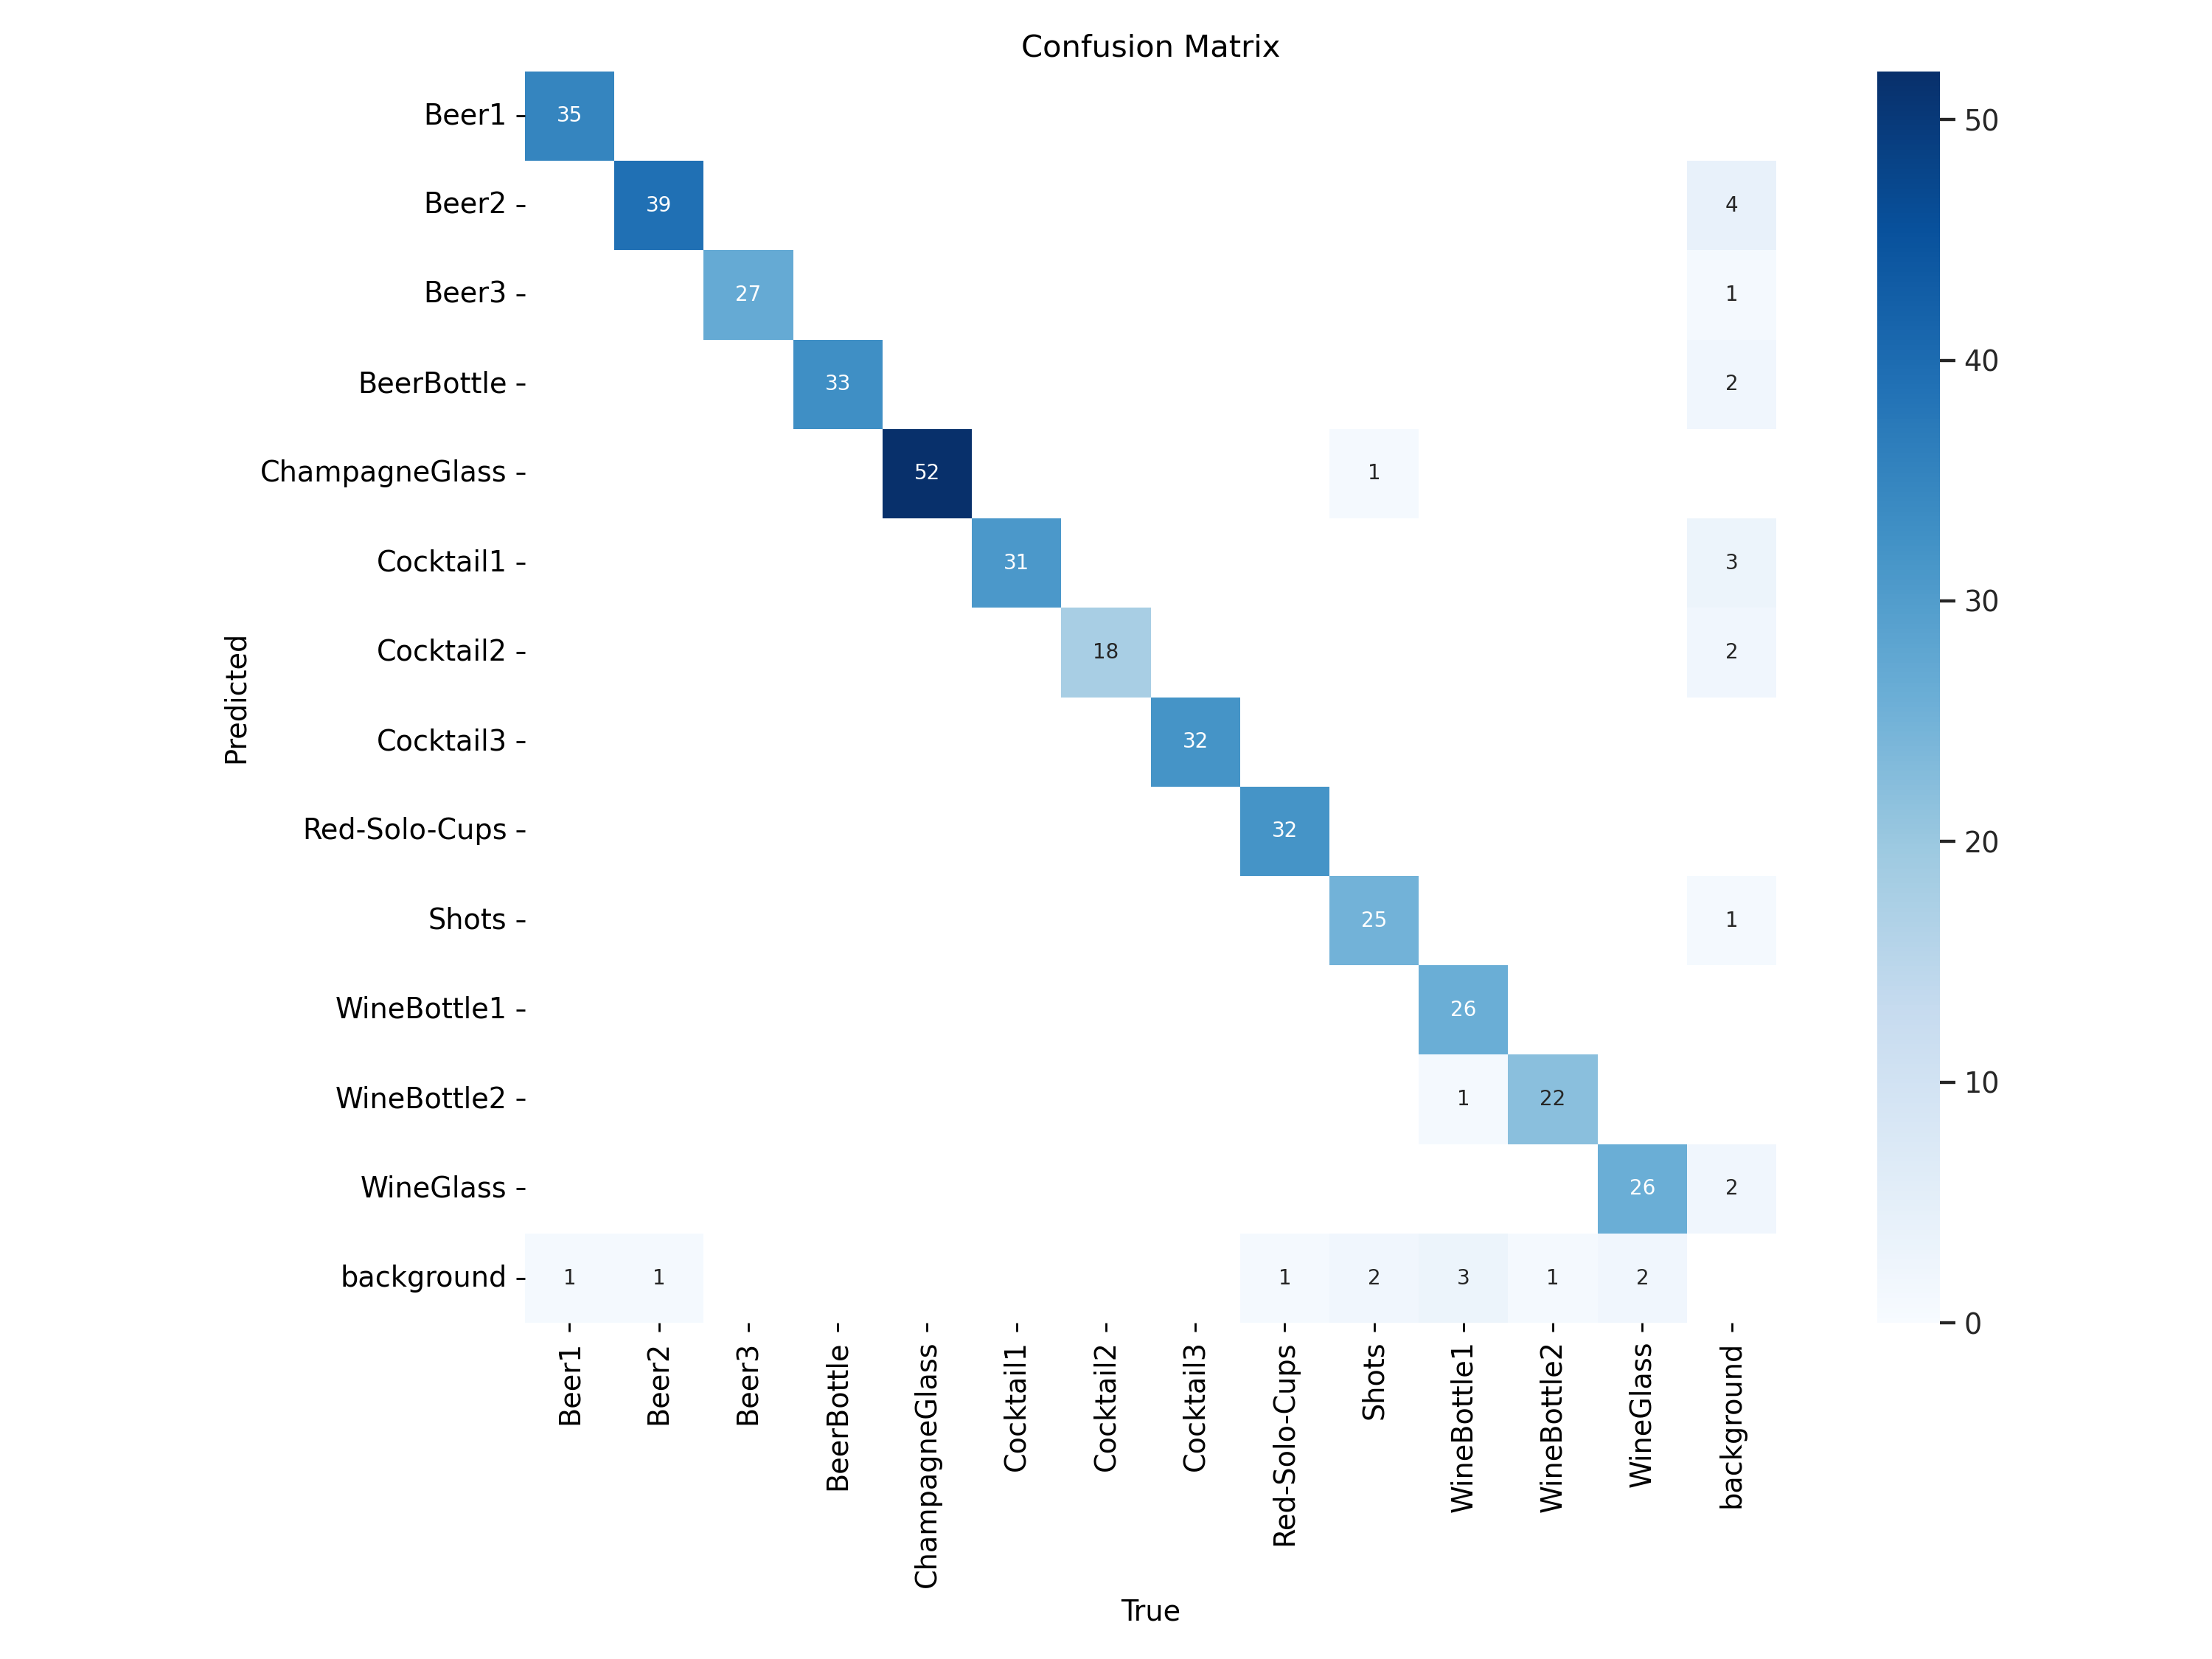 Confusion Matrix
Beer1 35
Beer2 39 4
Beer3 27 1
BeerBottle 33 2
ChampagneGlass 52 1
Cocktail1 31 3
Cocktail2 18 2
Cocktail3 32
Red-Solo-Cups 32
Shots 25 1
WineBottle1 26
WineBottle2 1 22
WineGlass 26 2
background 1 1 1 2 3 1 2
Predicted
Beer1
Beer2
Beer3
BeerBottle
ChampagneGlass
Cocktail1
Cocktail2
Cocktail3
Red-Solo-Cups
Shots
WineBottle1
WineBottle2
WineGlass
background
True
50
40
30
20
10
0